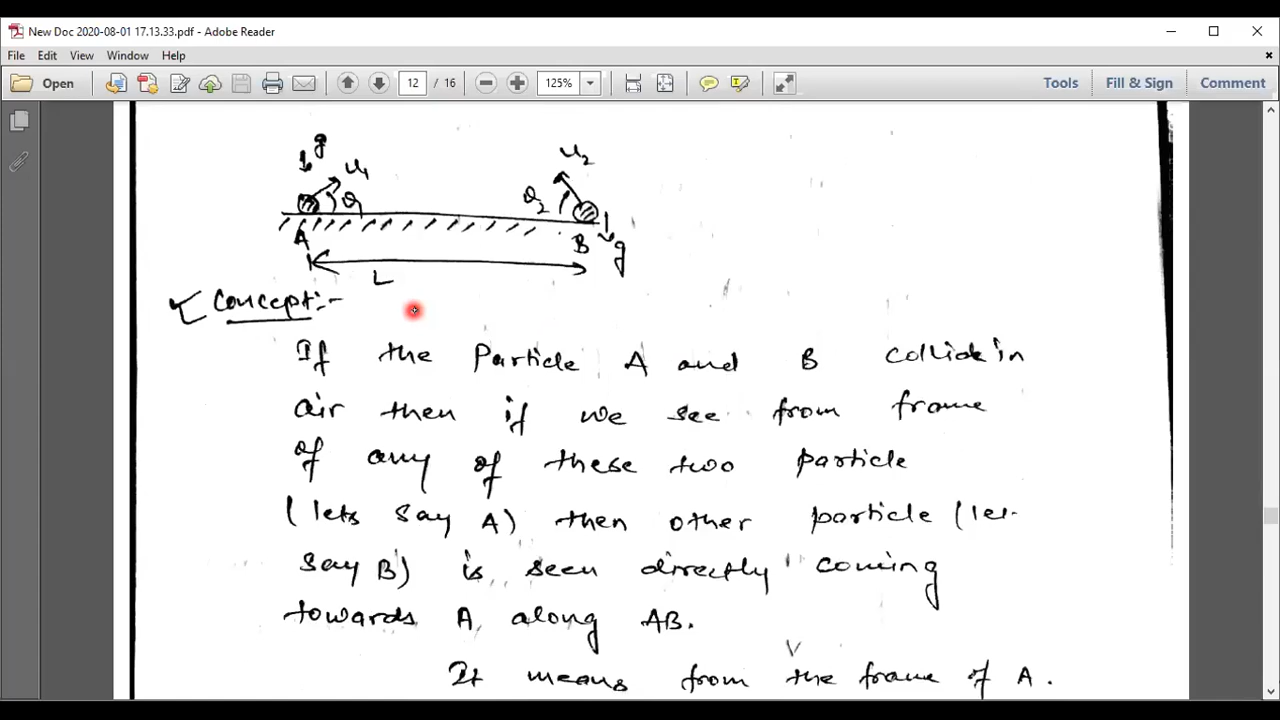 New Doc 2020-08-01 17.13.33.pdf - Adobe Reader
File Edit View Window Help
Open 12 / 16 125% Tools Fill & Sign Comment
g
u1 u2
θ1 θ2
A B g
L
Concept:-
If the Particle A and B collide in
air then if we see from frame
of any of these two particle
(lets say A) then other particle (let
say B) is seen directly coming
towards A along AB.
It means from the frame of A.